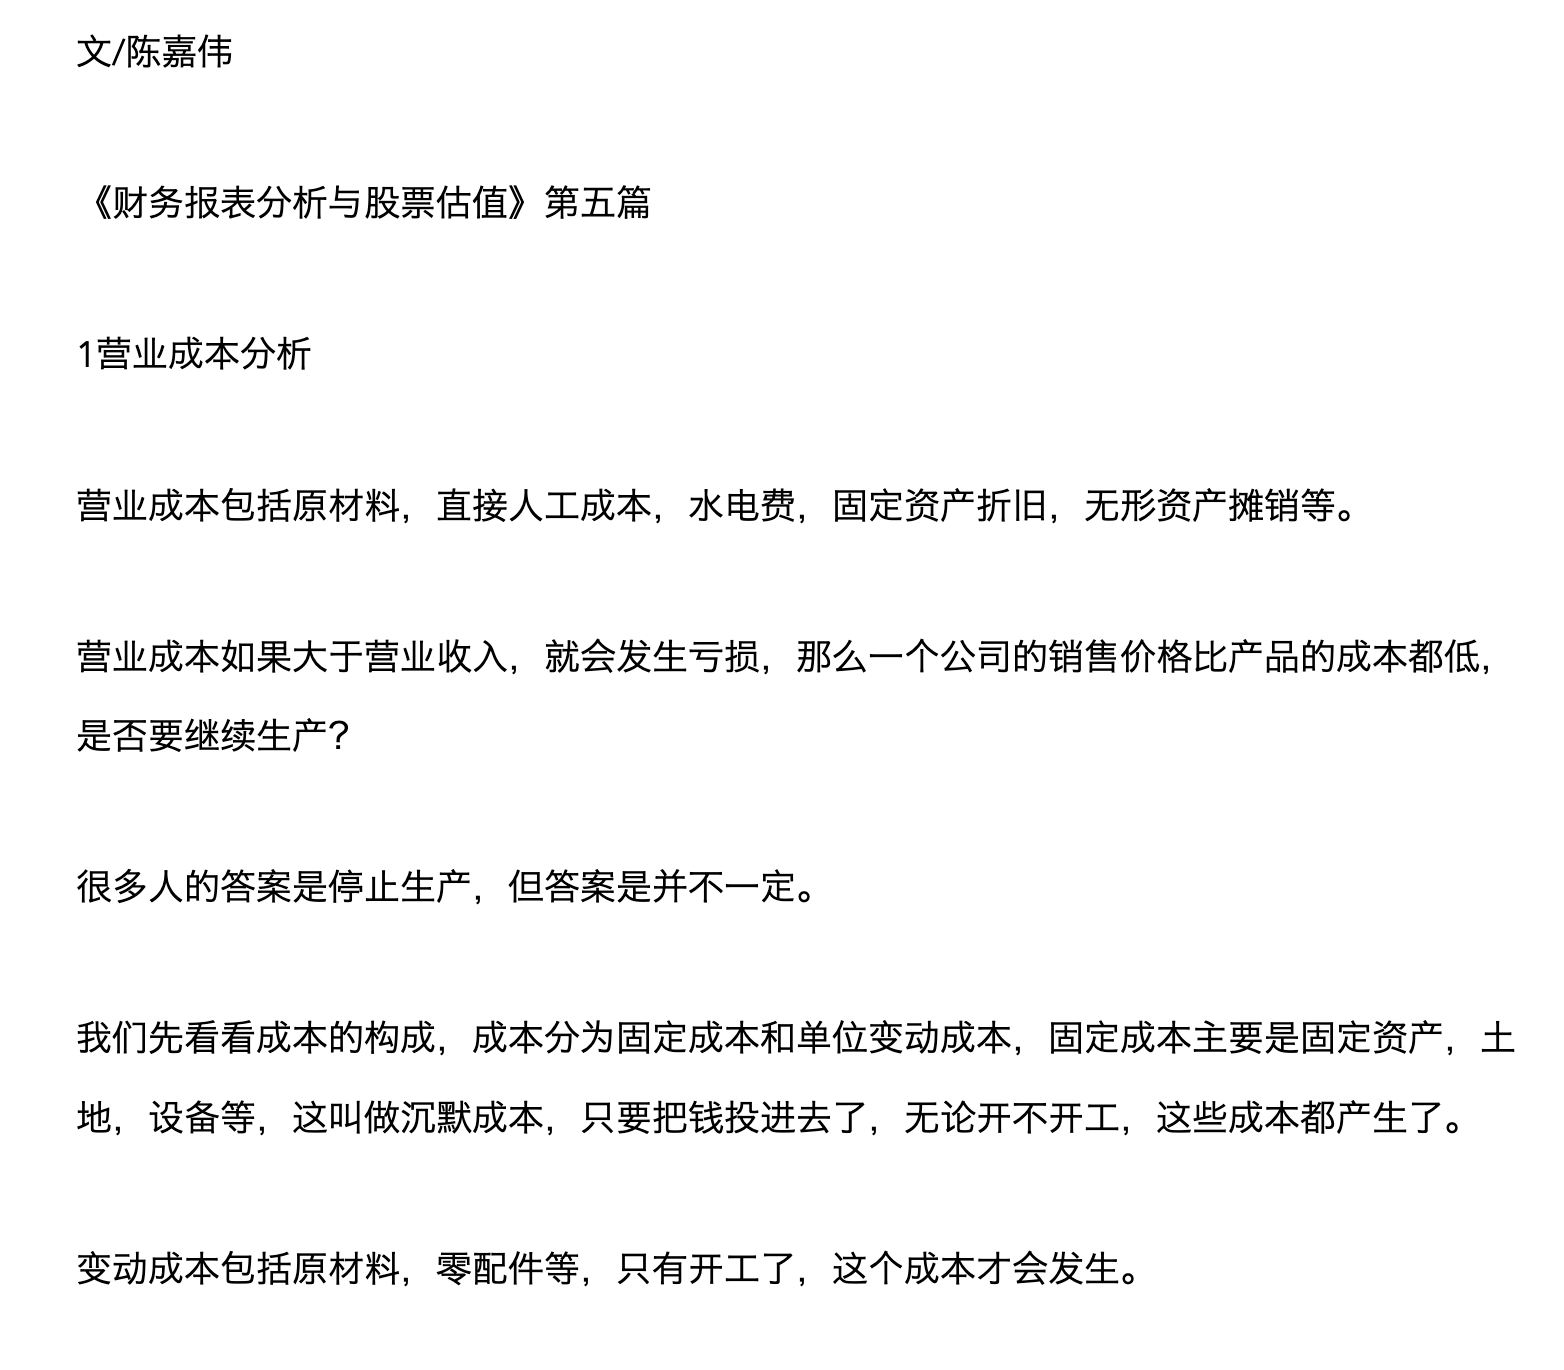 文/陈嘉伟
《财务报表分析与股票估值》第五篇
1营业成本分析
营业成本包括原材料，直接人工成本，水电费，固定资产折旧，无形资产摊销等。
营业成本如果大于营业收入，就会发生亏损，那么一个公司的销售价格比产品的成本都低，
是否要继续生产？
很多人的答案是停止生产，但答案是并不一定。
我们先看看成本的构成，成本分为固定成本和单位变动成本，固定成本主要是固定资产，土
地，设备等，这叫做沉默成本，只要把钱投进去了，无论开不开工，这些成本都产生了。
变动成本包括原材料，零配件等，只有开工了，这个成本才会发生。